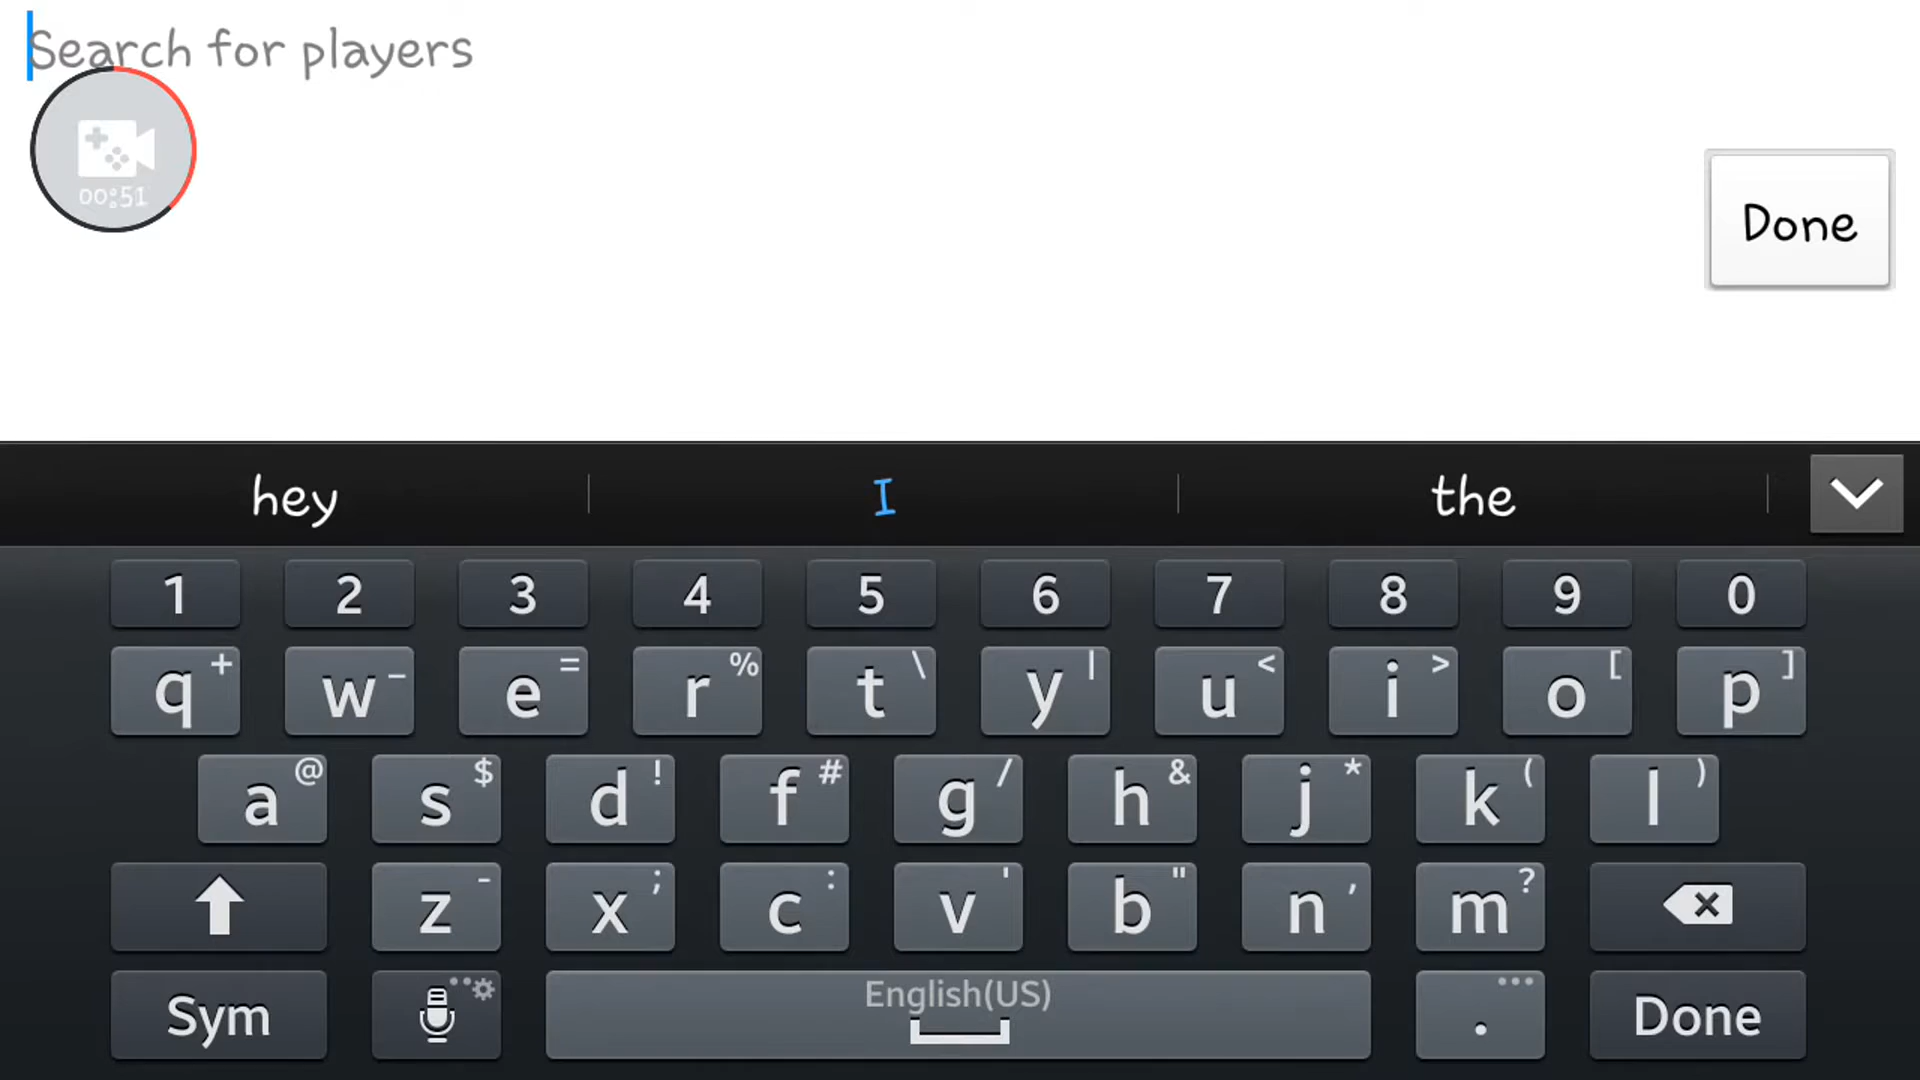 Search for players
00:51
Done
hey I the
1 2 3 4 5 6 7 8 9 0
q + w - e = r % t \ y | u < i > o [ p ]
a @ s $ d ! f # g / h & j * k ( l )
z - x ; c : v ' b " n , m ?
Sym English(US) . ... Done